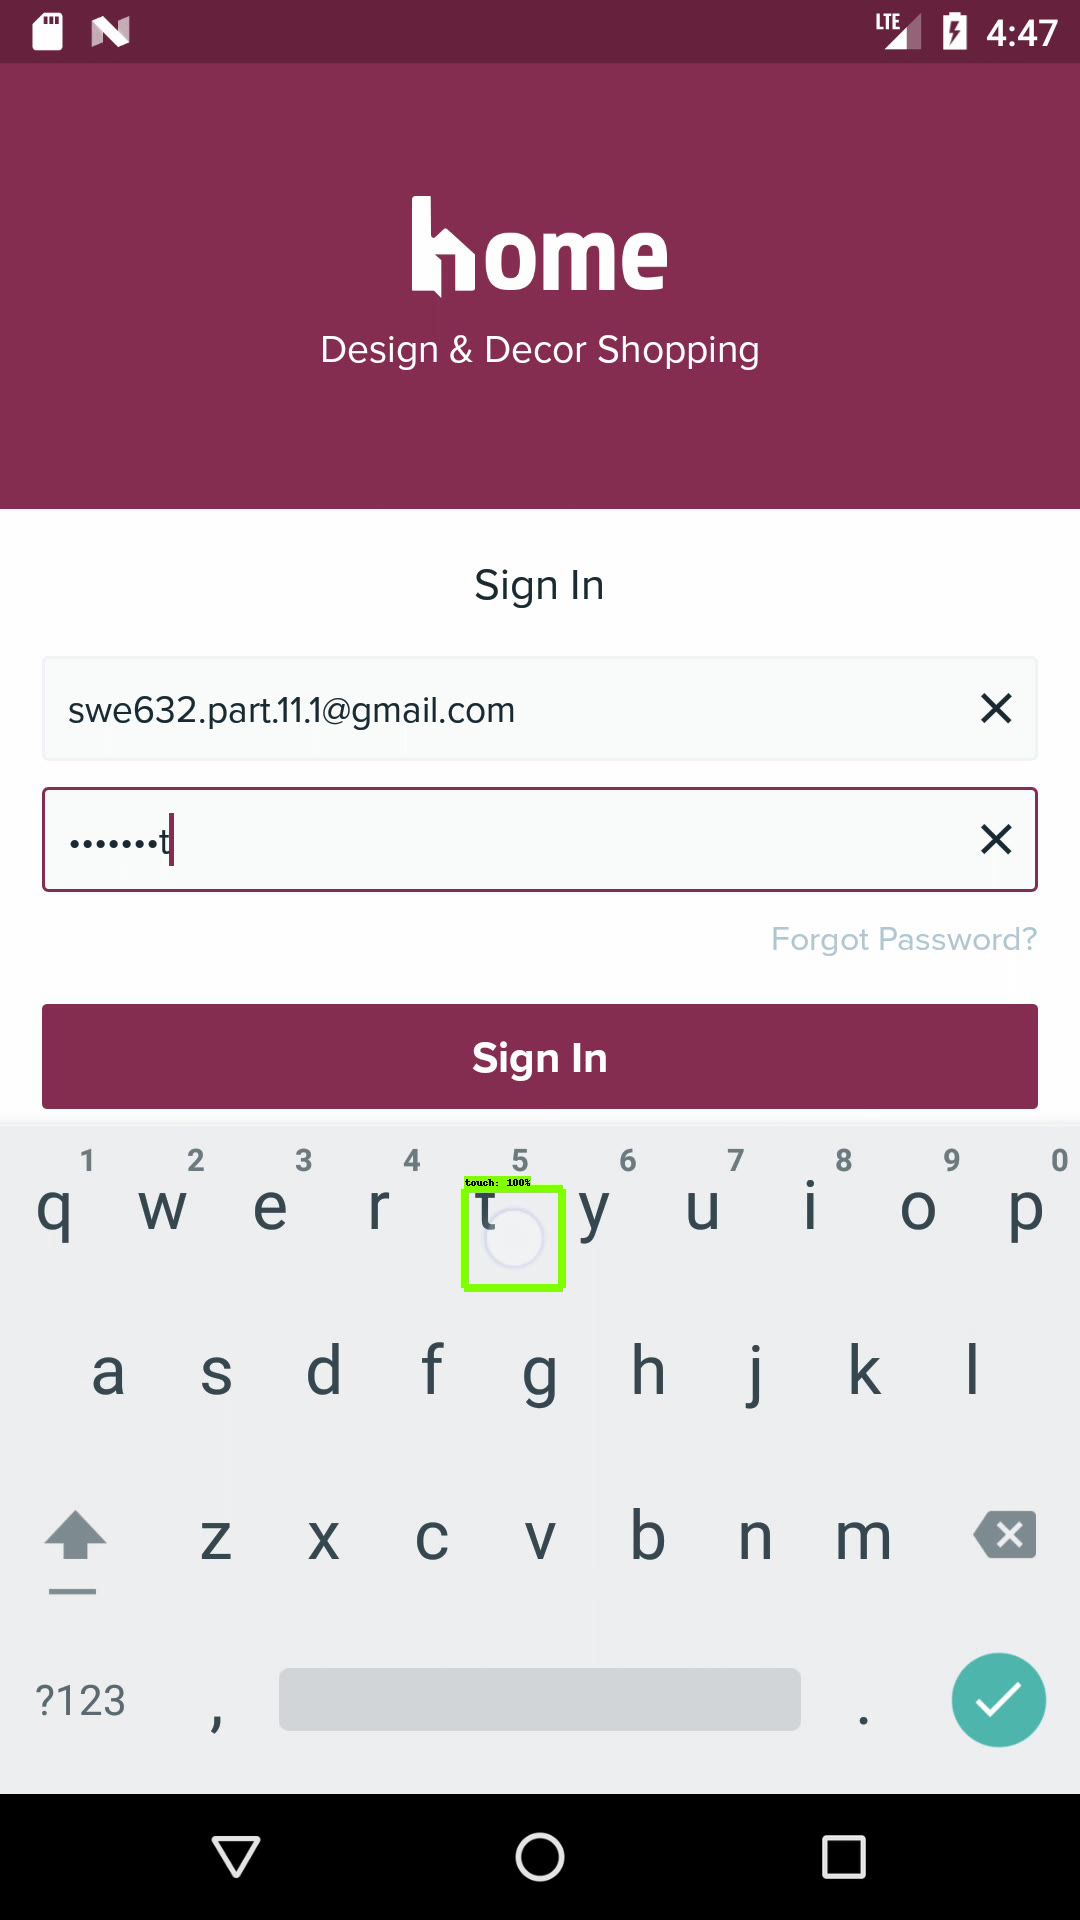 LTE 4:47
home
Design & Decor Shopping
Sign In
swe632.part.11.1@gmail.com
•••••••t
Forgot Password?
Sign In
1 2 3 4 5 6 7 8 9 0
touch: 100%
q w e r t y u i o p
a s d f g h j k l
z x c v b n m
?123 , .